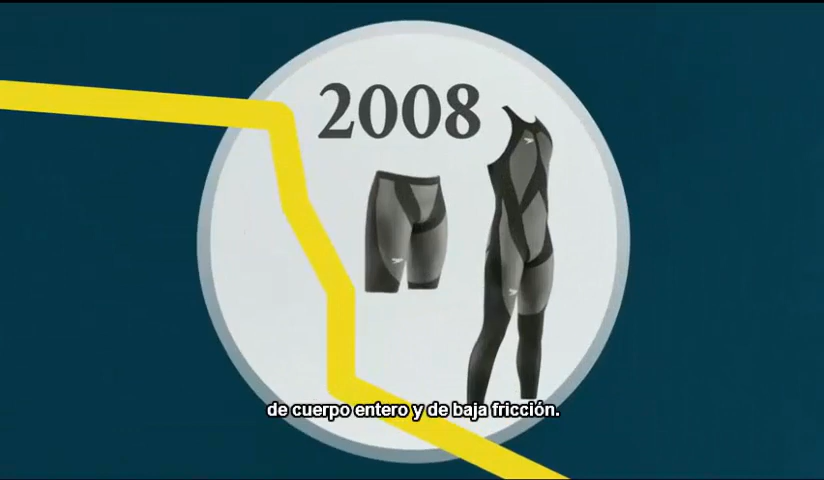 2008
de cuerpo entero y de baja fricción.